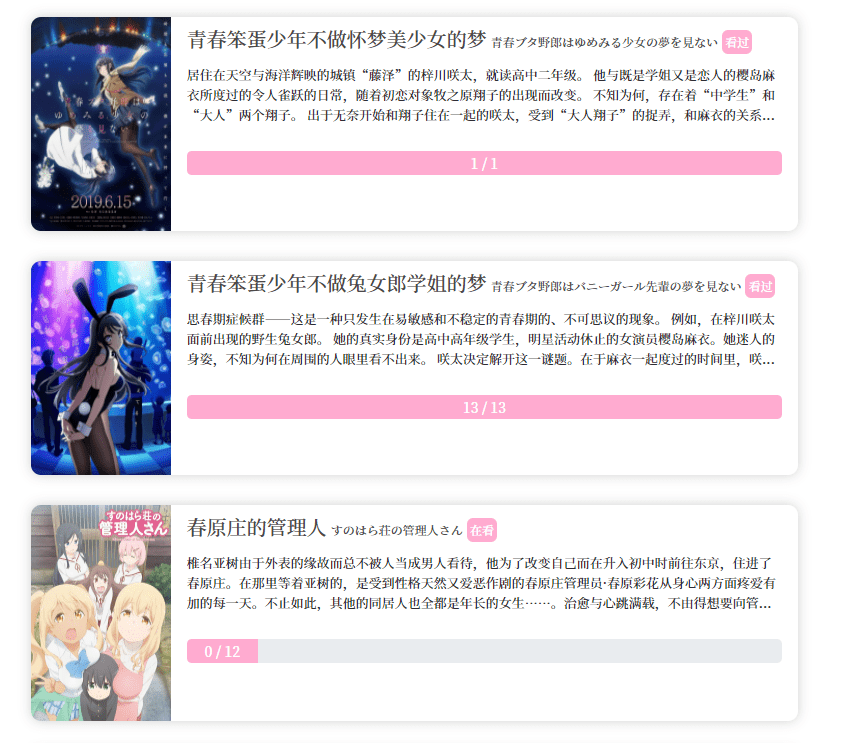 青春笨蛋少年不做怀梦美少女的梦 青春ブタ野郎はゆめみる少女の夢を見ない 看过
居住在天空与海洋辉映的城镇“藤泽”的梓川咲太，就读高中二年级。 他与既是学姐又是恋人的樱岛麻
衣所度过的令人雀跃的日常，随着初恋对象牧之原翔子的出现而改变。 不知为何，存在着“中学生”和
“大人”两个翔子。 出于无奈开始和翔子住在一起的咲太，受到“大人翔子”的捉弄，和麻衣的关系...
1 / 1
2019.6.15
青春笨蛋少年不做兔女郎学姐的梦 青春ブタ野郎はバニーガール先輩の夢を見ない 看过
思春期症候群——这是一种只发生在易敏感和不稳定的青春期的、不可思议的现象。 例如，在梓川咲太
面前出现的野生兔女郎。 她的真实身份是高中高年级学生，明星活动休止的女演员樱岛麻衣。她迷人的
身姿，不知为何在周围的人眼里看不出来。 咲太决定解开这一谜题。在于麻衣一起度过的时间里，咲...
13 / 13
すのはら荘の
管理人さん
春原庄的管理人 すのはら荘の管理人さん 在看
椎名亚树由于外表的缘故而总不被人当成男人看待，他为了改变自己而在升入初中时前往东京，住进了
春原庄。在那里等着亚树的，是受到性格天然又爱恶作剧的春原庄管理员·春原彩花从身心两方面疼爱有
加的每一天。不止如此，其他的同居人也全都是年长的女生……。治愈与心跳满载，不由得想要向管...
0 / 12